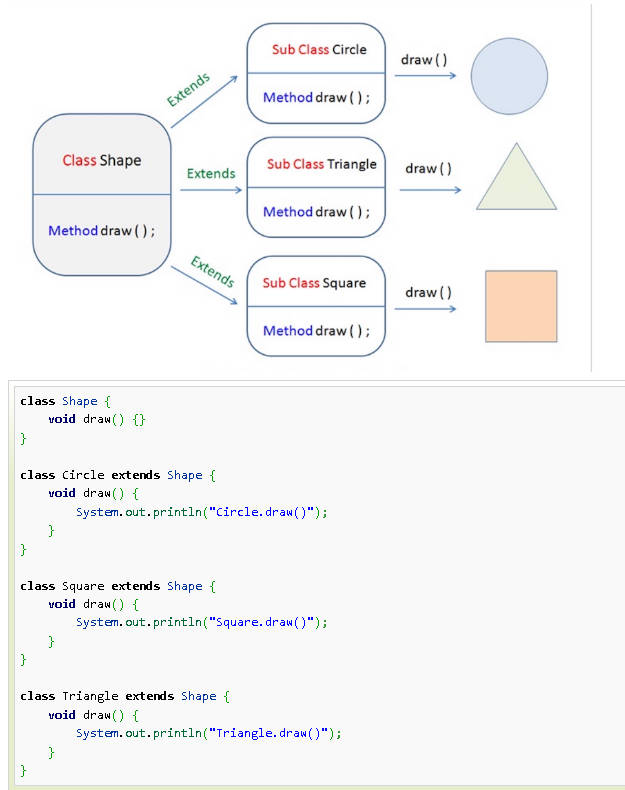 Sub Class Circle
Method draw ( ) ;
draw ( )
Extends
Class Shape
Method draw ( ) ;
Extends
Sub Class Triangle
Method draw ( ) ;
draw ( )
Extends
Sub Class Square
Method draw ( ) ;
draw ( )
class Shape {
    void draw() {}
}
class Circle extends Shape {
    void draw() {
        System.out.println("Circle.draw()");
    }
}
class Square extends Shape {
    void draw() {
        System.out.println("Square.draw()");
    }
}
class Triangle extends Shape {
    void draw() {
        System.out.println("Triangle.draw()");
    }
}